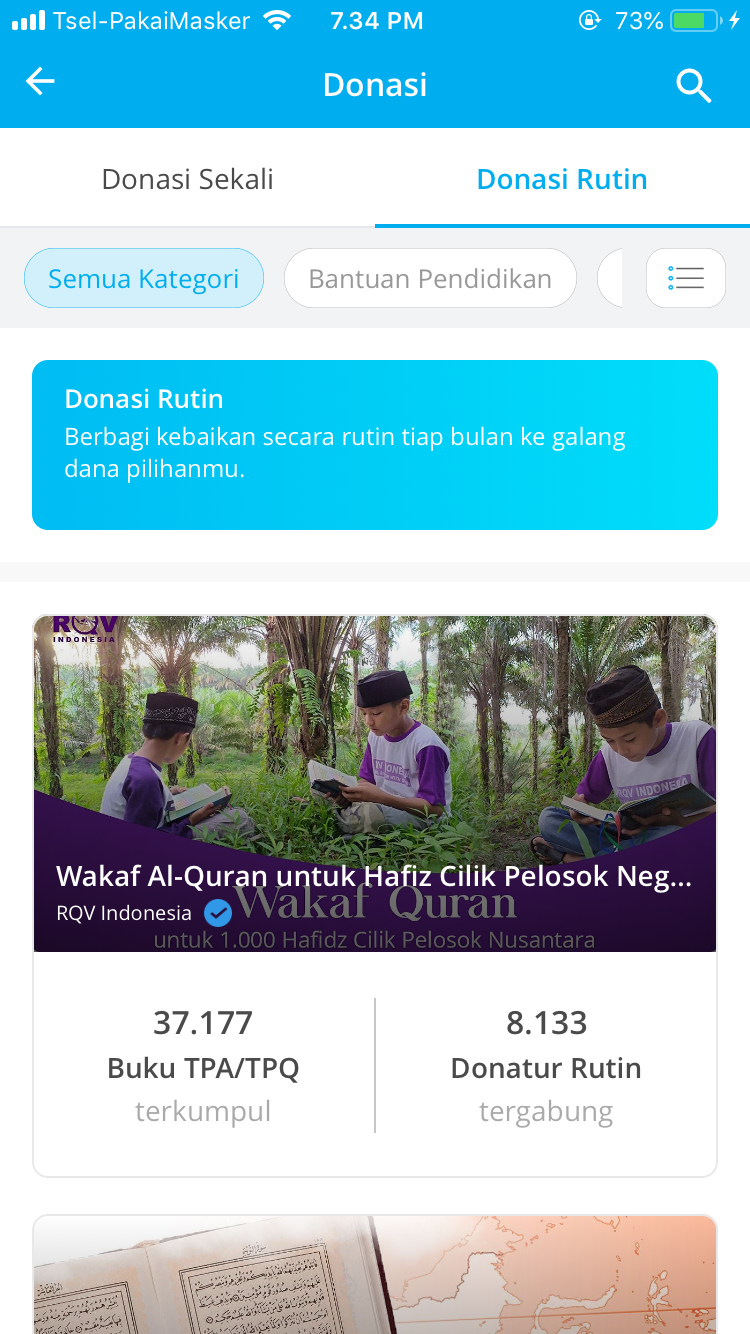 Tsel-PakaiMasker
7.34 PM
73%
Donasi
Donasi Sekali
Donasi Rutin
Semua Kategori
Bantuan Pendidikan
Donasi Rutin
Berbagi kebaikan secara rutin tiap bulan ke galang
dana pilihanmu.
RQV
INDONESIA
RQV INDONESIA
Wakaf Al-Quran untuk Hafiz Cilik Pelosok Neg...
RQV Indonesia
Wakaf Quran
untuk 1.000 Hafidz Cilik Pelosok Nusantara
37.177
Buku TPA/TPQ
terkumpul
8.133
Donatur Rutin
tergabung